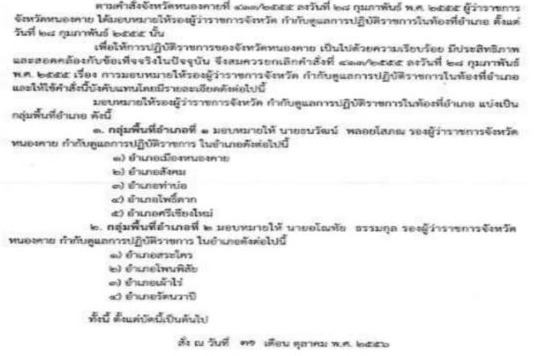 ตามคำสั่งจังหวัดหนองคายที่ ๔๑๓/๒๕๕๕ ลงวันที่ ๒๘ กุมภาพันธ์ พ.ศ. ๒๕๕๕ ผู้ว่าราชการ
จังหวัดหนองคาย ได้มอบหมายให้รองผู้ว่าราชการจังหวัด กำกับดูแลการปฏิบัติราชการในท้องที่อำเภอ ตั้งแต่
วันที่ ๒๘ กุมภาพันธ์ ๒๕๕๕ นั้น
เพื่อให้การปฏิบัติราชการของจังหวัดหนองคาย เป็นไปด้วยความเรียบร้อย มีประสิทธิภาพ
และสอดคล้องกับข้อเท็จจริงในปัจจุบัน จึงสมควรยกเลิกคำสั่งที่ ๔๑๓/๒๕๕๕ ลงวันที่ ๒๘ กุมภาพันธ์
พ.ศ. ๒๕๕๕ เรื่อง การมอบหมายให้รองผู้ว่าราชการจังหวัด กำกับดูแลการปฏิบัติราชการในท้องที่อำเภอ
และให้ใช้คำสั่งนี้บังคับแทนโดยมีรายละเอียดดังต่อไปนี้
มอบหมายให้รองผู้ว่าราชการจังหวัด กำกับดูแลการปฏิบัติราชการในท้องที่อำเภอ แบ่งเป็น
กลุ่มพื้นที่อำเภอ ดังนี้
๑. กลุ่มพื้นที่อำเภอที่ ๑ มอบหมายให้ นายธนวัฒน์ พลอยโสภณ รองผู้ว่าราชการจังหวัด
หนองคาย กำกับดูแลการปฏิบัติราชการ ในอำเภอดังต่อไปนี้
๑) อำเภอเมืองหนองคาย
๒) อำเภอสังคม
๓) อำเภอท่าบ่อ
๔) อำเภอโพธิ์ตาก
๕) อำเภอศรีเชียงใหม่
๒. กลุ่มพื้นที่อำเภอที่ ๒ มอบหมายให้ นายอโณทัย ธรรมกุล รองผู้ว่าราชการจังหวัด
หนองคาย กำกับดูแลการปฏิบัติราชการ ในอำเภอดังต่อไปนี้
๑) อำเภอสระใคร
๒) อำเภอโพนพิสัย
๓) อำเภอเฝ้าไร่
๔) อำเภอรัตนวาปี
ทั้งนี้ ตั้งแต่บัดนี้เป็นต้นไป
สั่ง ณ วันที่ ๓๑ เดือน ตุลาคม พ.ศ. ๒๕๕๖